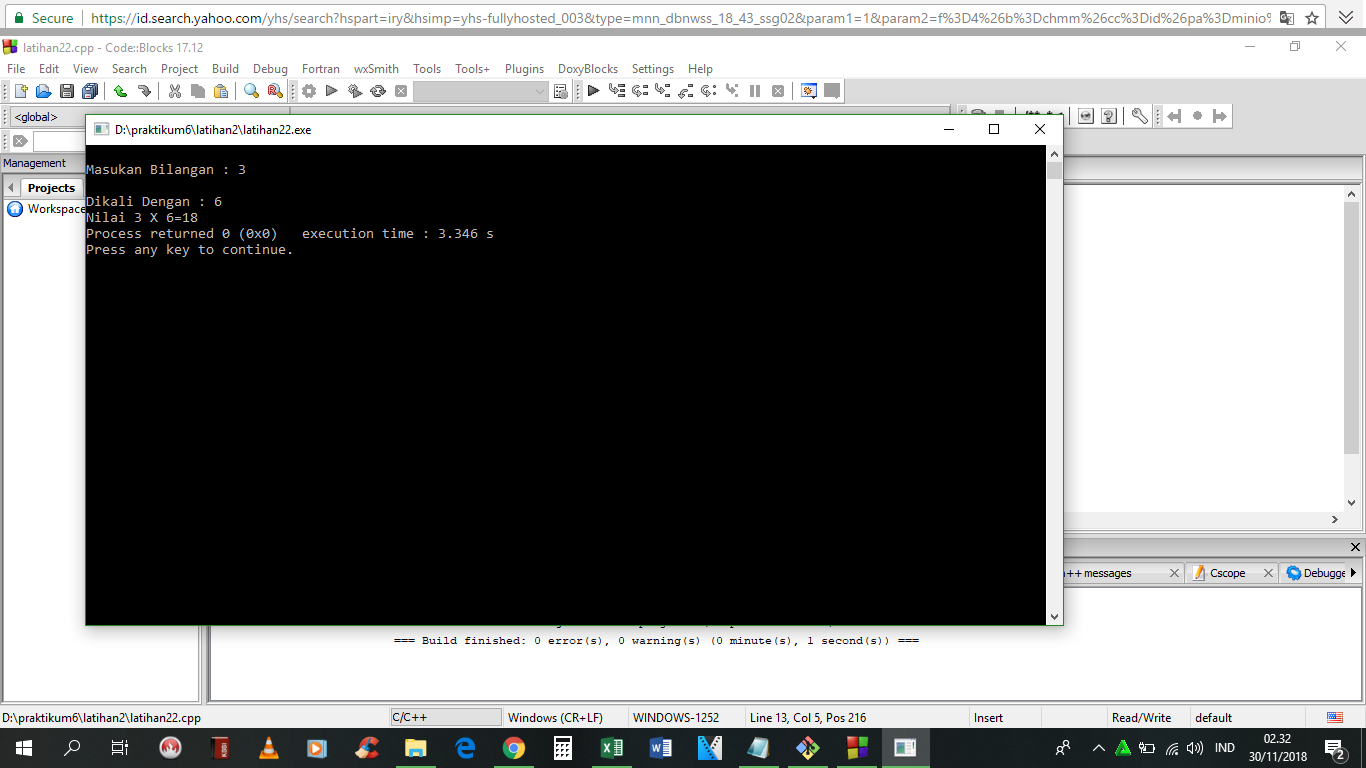 Secure https://id.search.yahoo.com/yhs/search?hspart=iry&hsimp=yhs-fullyhosted_003&type=mnn_dbnwss_18_43_ssg02&param1=1&param2=f%3D4%26b%3Dchmm%26cc%3Did%26pa%3Dminio%
latihan22.cpp - Code::Blocks 17.12
File Edit View Search Project Build Debug Fortran wxSmith Tools Tools+ Plugins DoxyBlocks Settings Help
<global>
D:\praktikum6\latihan2\latihan22.exe
Masukan Bilangan : 3
Management
Projects
Dikali Dengan : 6
Workspace
Nilai 3 X 6=18
Process returned 0 (0x0) execution time : 3.346 s
Press any key to continue.
++ messages Cscope Debugge
=== Build finished: 0 error(s), 0 warning(s) (0 minute(s), 1 second(s)) ===
D:\praktikum6\latihan2\latihan22.cpp C/C++ Windows (CR+LF) WINDOWS-1252 Line 13, Col 5, Pos 216 Insert Read/Write default
IND
02.32
30/11/2018
2